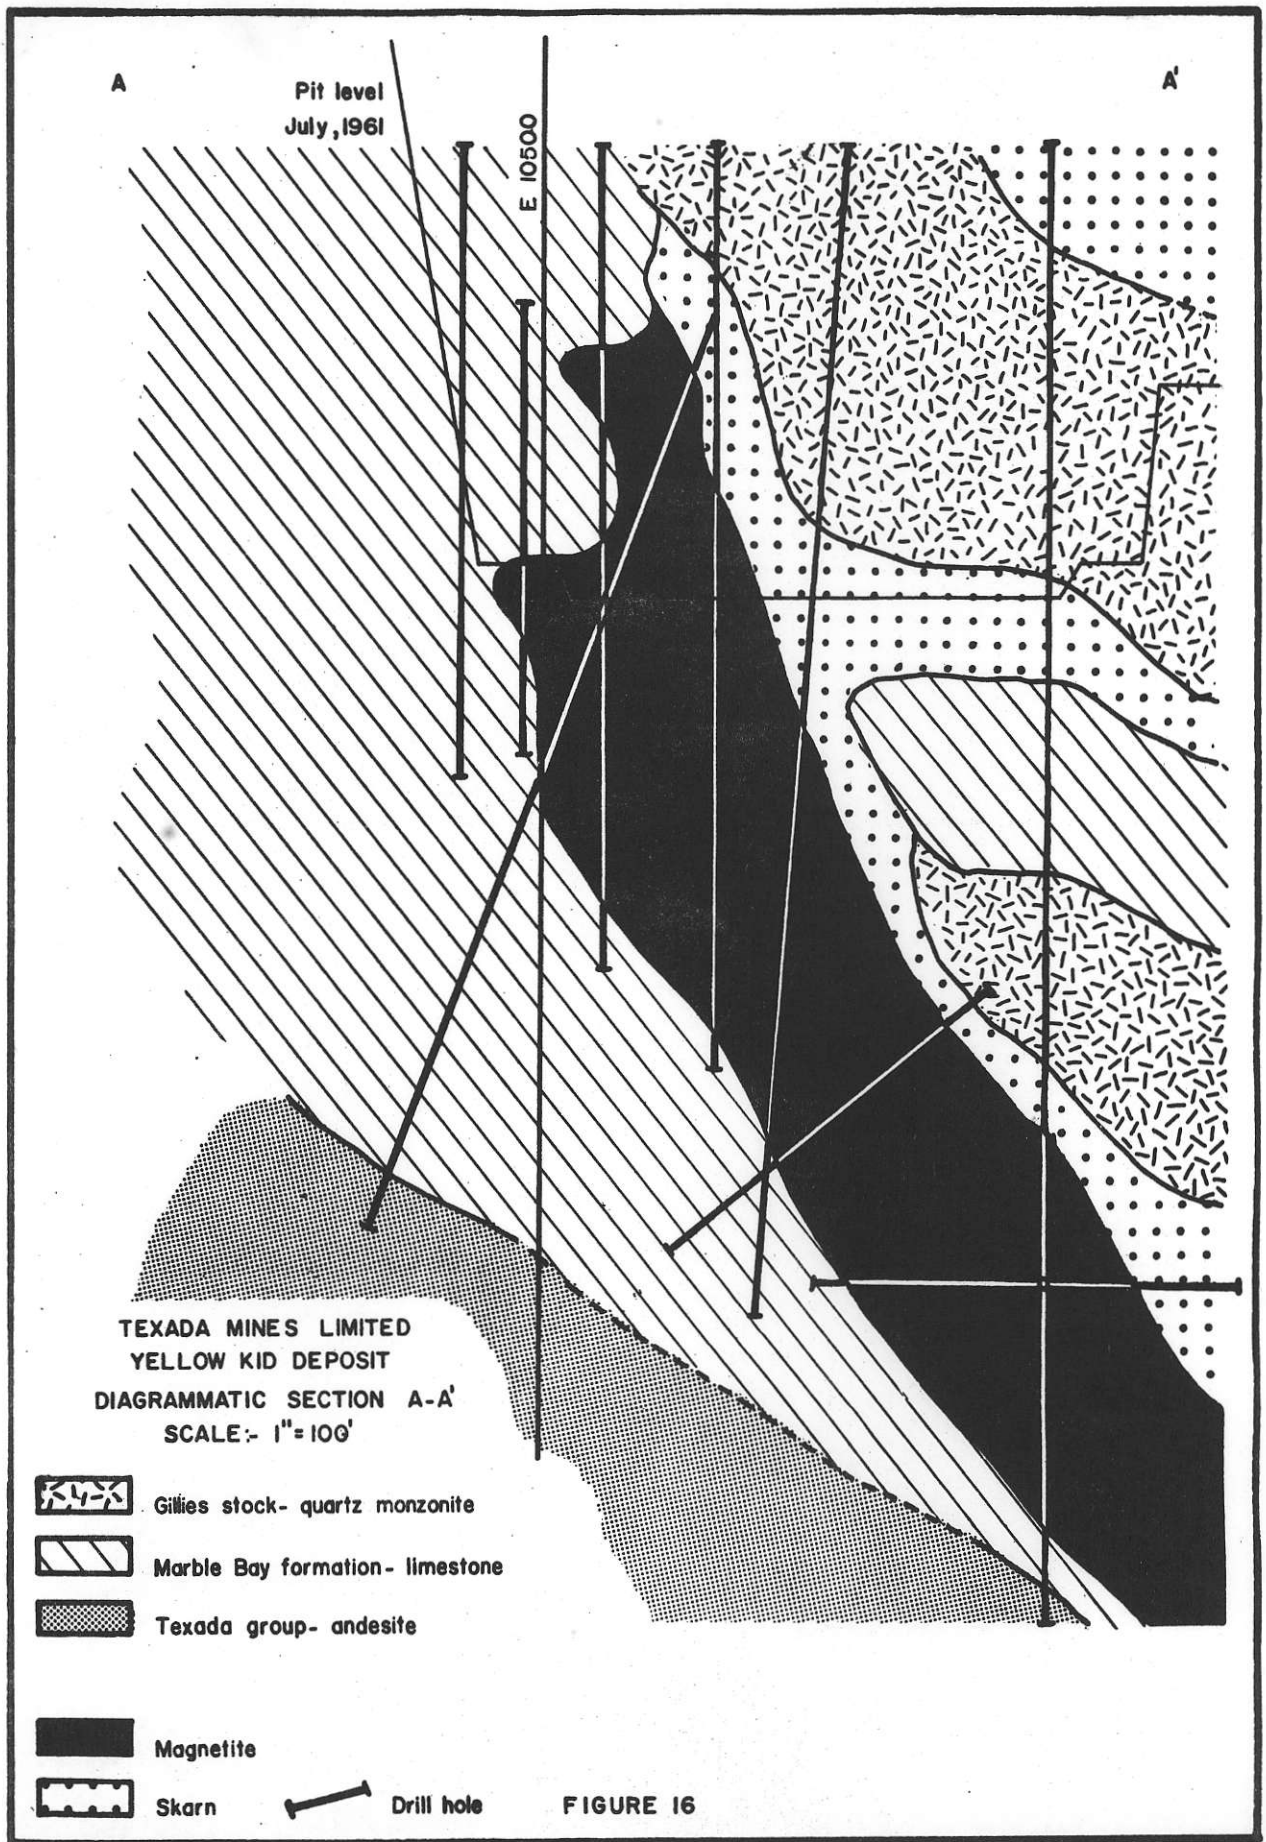 A
A'
Pit level
July, 1961
E 10500
TEXADA MINES LIMITED
YELLOW KID DEPOSIT
DIAGRAMMATIC SECTION A-A'
SCALE:- 1"=100'
Gillies stock- quartz monzonite
Marble Bay formation- limestone
Texada group- andesite
Magnetite
Skarn
Drill hole
FIGURE 16